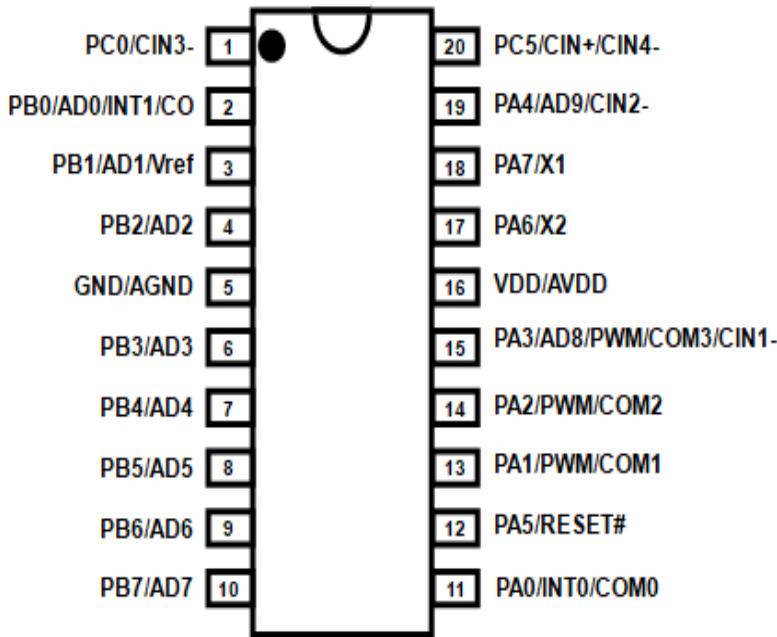 PC0/CIN3- 1 20 PC5/CIN+/CIN4-
PB0/AD0/INT1/CO 2 19 PA4/AD9/CIN2-
PB1/AD1/Vref 3 18 PA7/X1
PB2/AD2 4 17 PA6/X2
GND/AGND 5 16 VDD/AVDD
PB3/AD3 6 15 PA3/AD8/PWM/COM3/CIN1-
PB4/AD4 7 14 PA2/PWM/COM2
PB5/AD5 8 13 PA1/PWM/COM1
PB6/AD6 9 12 PA5/RESET#
PB7/AD7 10 11 PA0/INT0/COM0